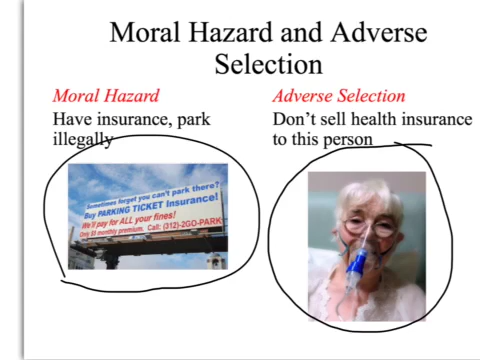 Moral Hazard and Adverse
Selection
Moral Hazard
Have insurance, park
illegally
Sometimes forget you can't park there?
Buy PARKING TICKET Insurance!
We'll pay for ALL your fines!
Only $3 monthly premium. Call: (312)-2GO-PARK
Adverse Selection
Don't sell health insurance
to this person